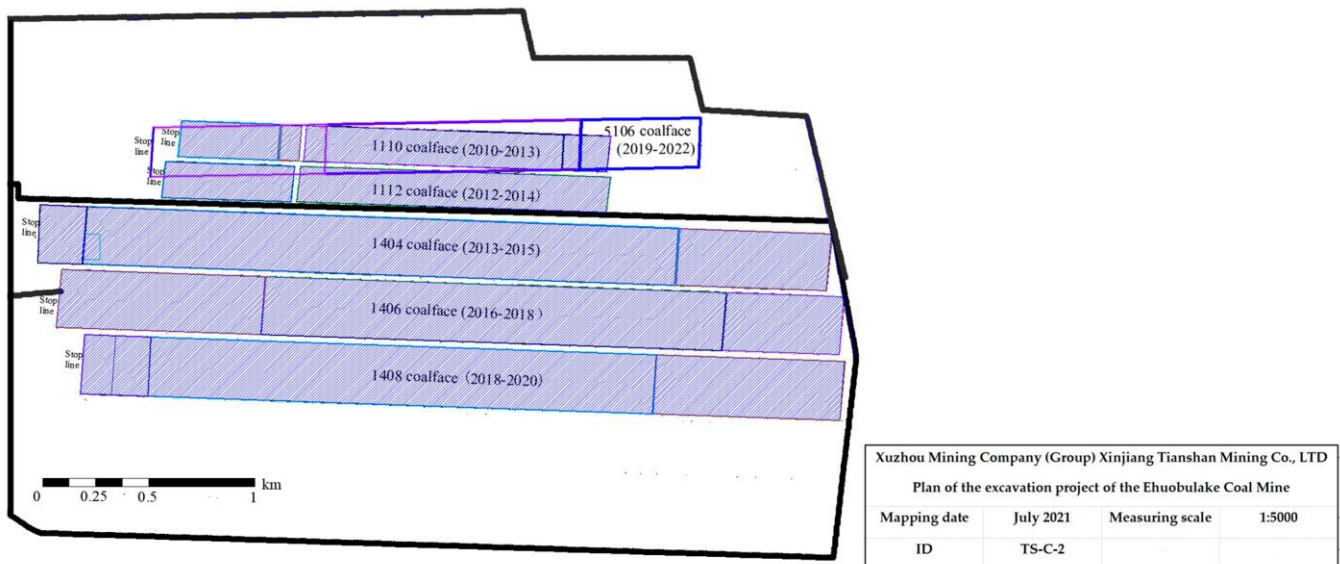 Stop
line
Stop
line
5106 coalface
(2019-2022)
1110 coalface (2010-2013)
Stop
line
1112 coalface (2012-2014)
Stop
line
1404 coalface (2013-2015)
Stop
line
1406 coalface (2016-2018 )
Stop
line
1408 coalface (2018-2020)
km
0 0.25 0.5 1
Xuzhou Mining Company (Group) Xinjiang Tianshan Mining Co., LTD
Plan of the excavation project of the Ehuobulake Coal Mine
Mapping date July 2021 Measuring scale 1:5000
ID TS-C-2